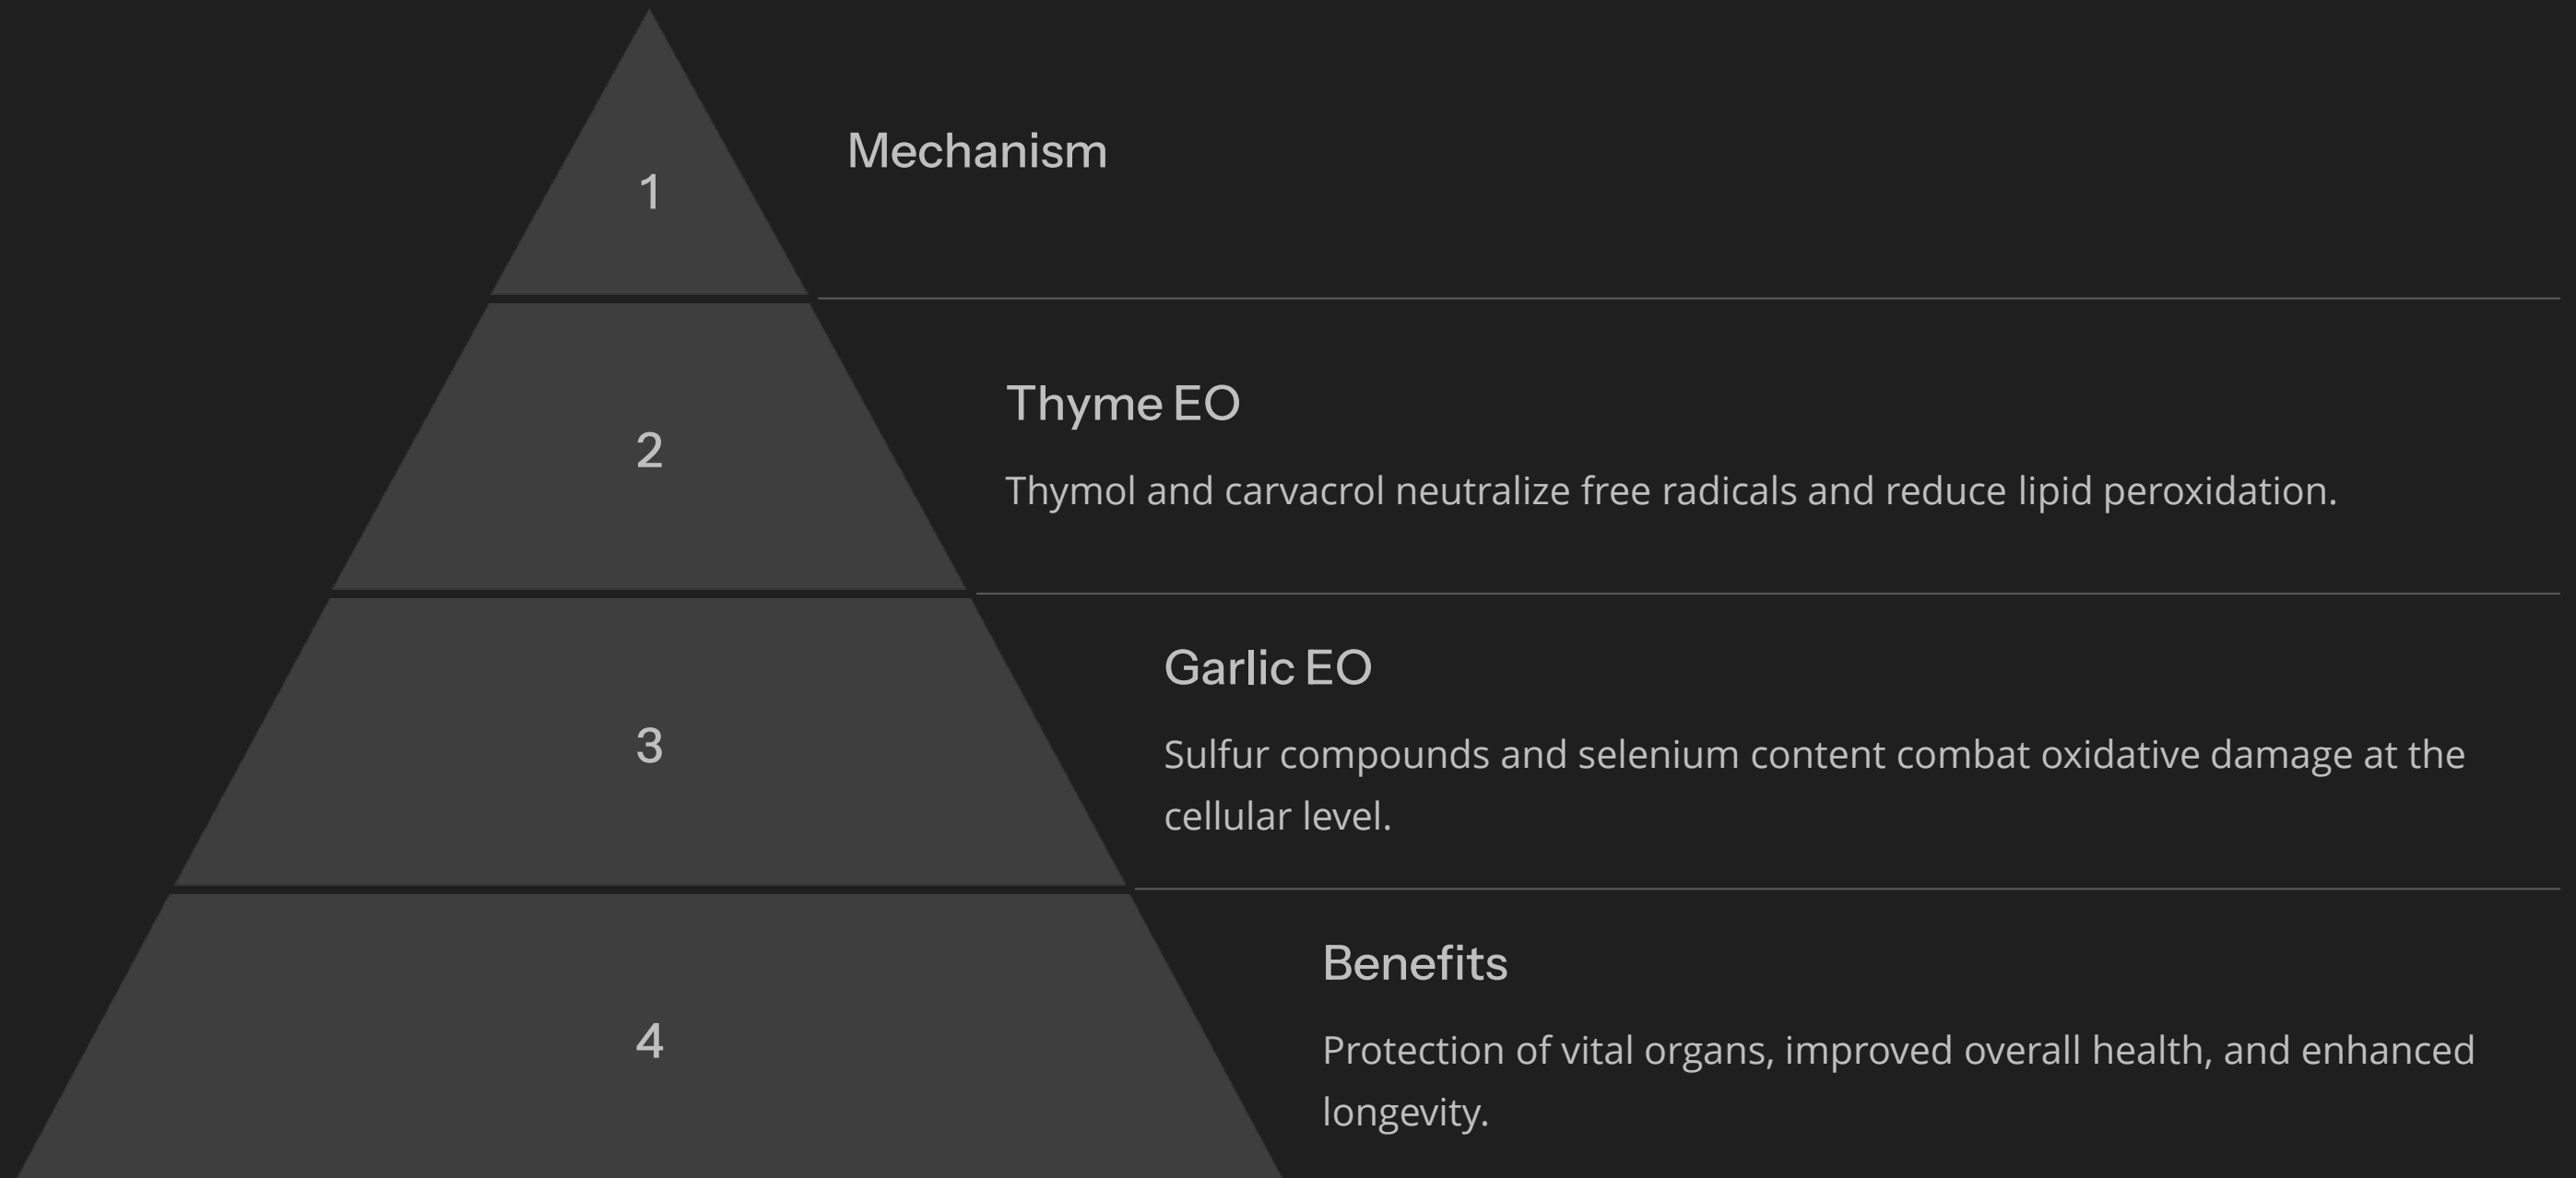 1
Mechanism
2
Thyme EO
Thymol and carvacrol neutralize free radicals and reduce lipid peroxidation.
3
Garlic EO
Sulfur compounds and selenium content combat oxidative damage at the
cellular level.
4
Benefits
Protection of vital organs, improved overall health, and enhanced
longevity.